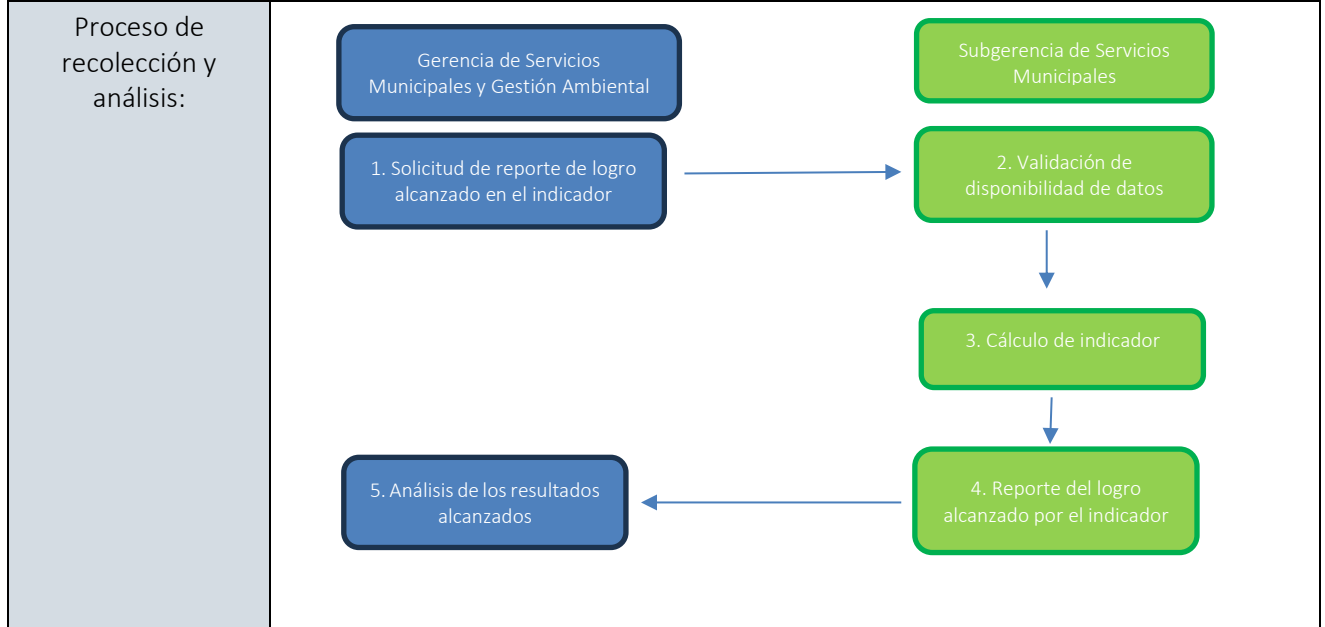 Proceso de
recolección y
análisis:
Gerencia de Servicios
Municipales y Gestión Ambiental
Subgerencia de Servicios
Municipales
1. Solicitud de reporte de logro
alcanzado en el indicador
2. Validación de
disponibilidad de datos
3. Cálculo de indicador
4. Reporte del logro
alcanzado por el indicador
5. Análisis de los resultados
alcanzados